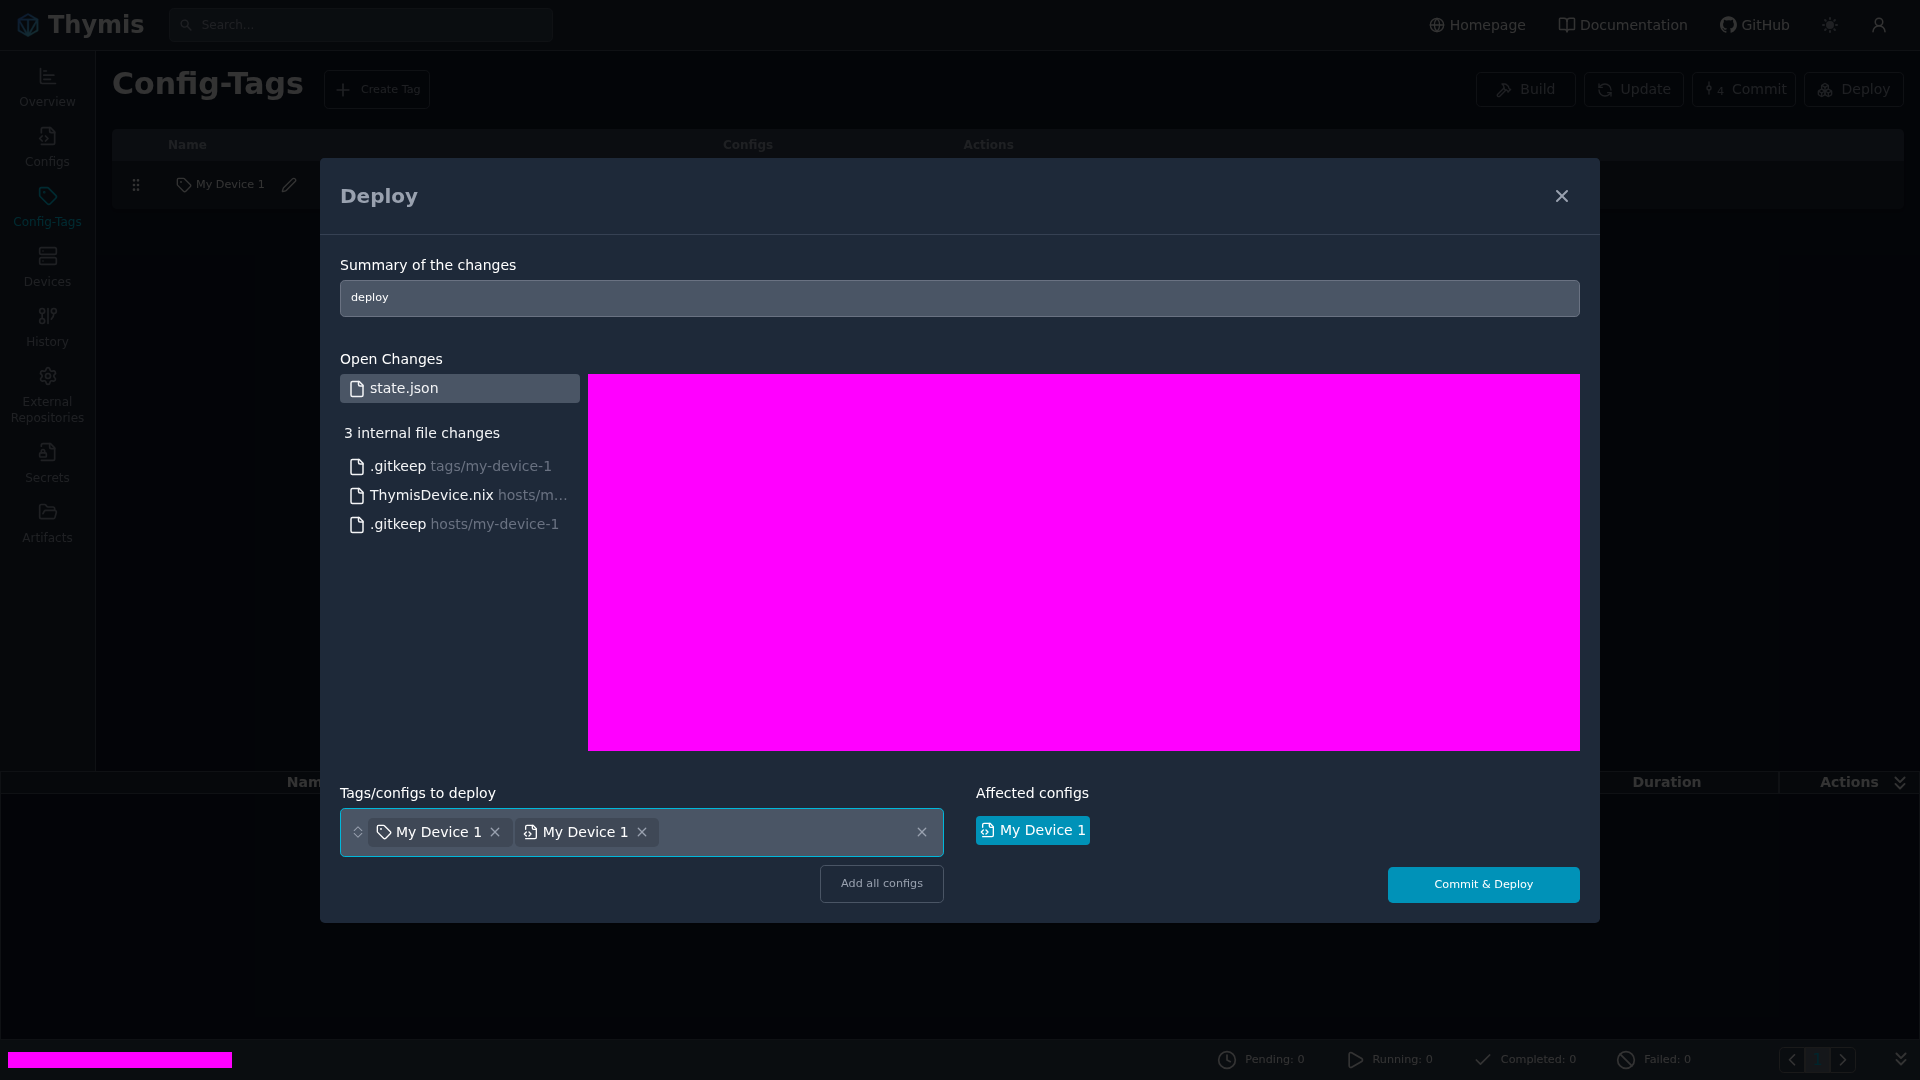 Thymis
Search...
Homepage
Documentation
GitHub
Overview
Configs
Config-Tags
Devices
History
External
Repositories
Secrets
Artifacts
Config-Tags
Create Tag
Build
Update
4 Commit
Deploy
Name
Configs
Actions
My Device 1
Deploy
Summary of the changes
deploy
Open Changes
state.json
3 internal file changes
.gitkeep tags/my-device-1
ThymisDevice.nix hosts/m...
.gitkeep hosts/my-device-1
Tags/configs to deploy
My Device 1
My Device 1
Add all configs
Affected configs
My Device 1
Commit & Deploy
Duration
Actions
Pending: 0
Running: 0
Completed: 0
Failed: 0